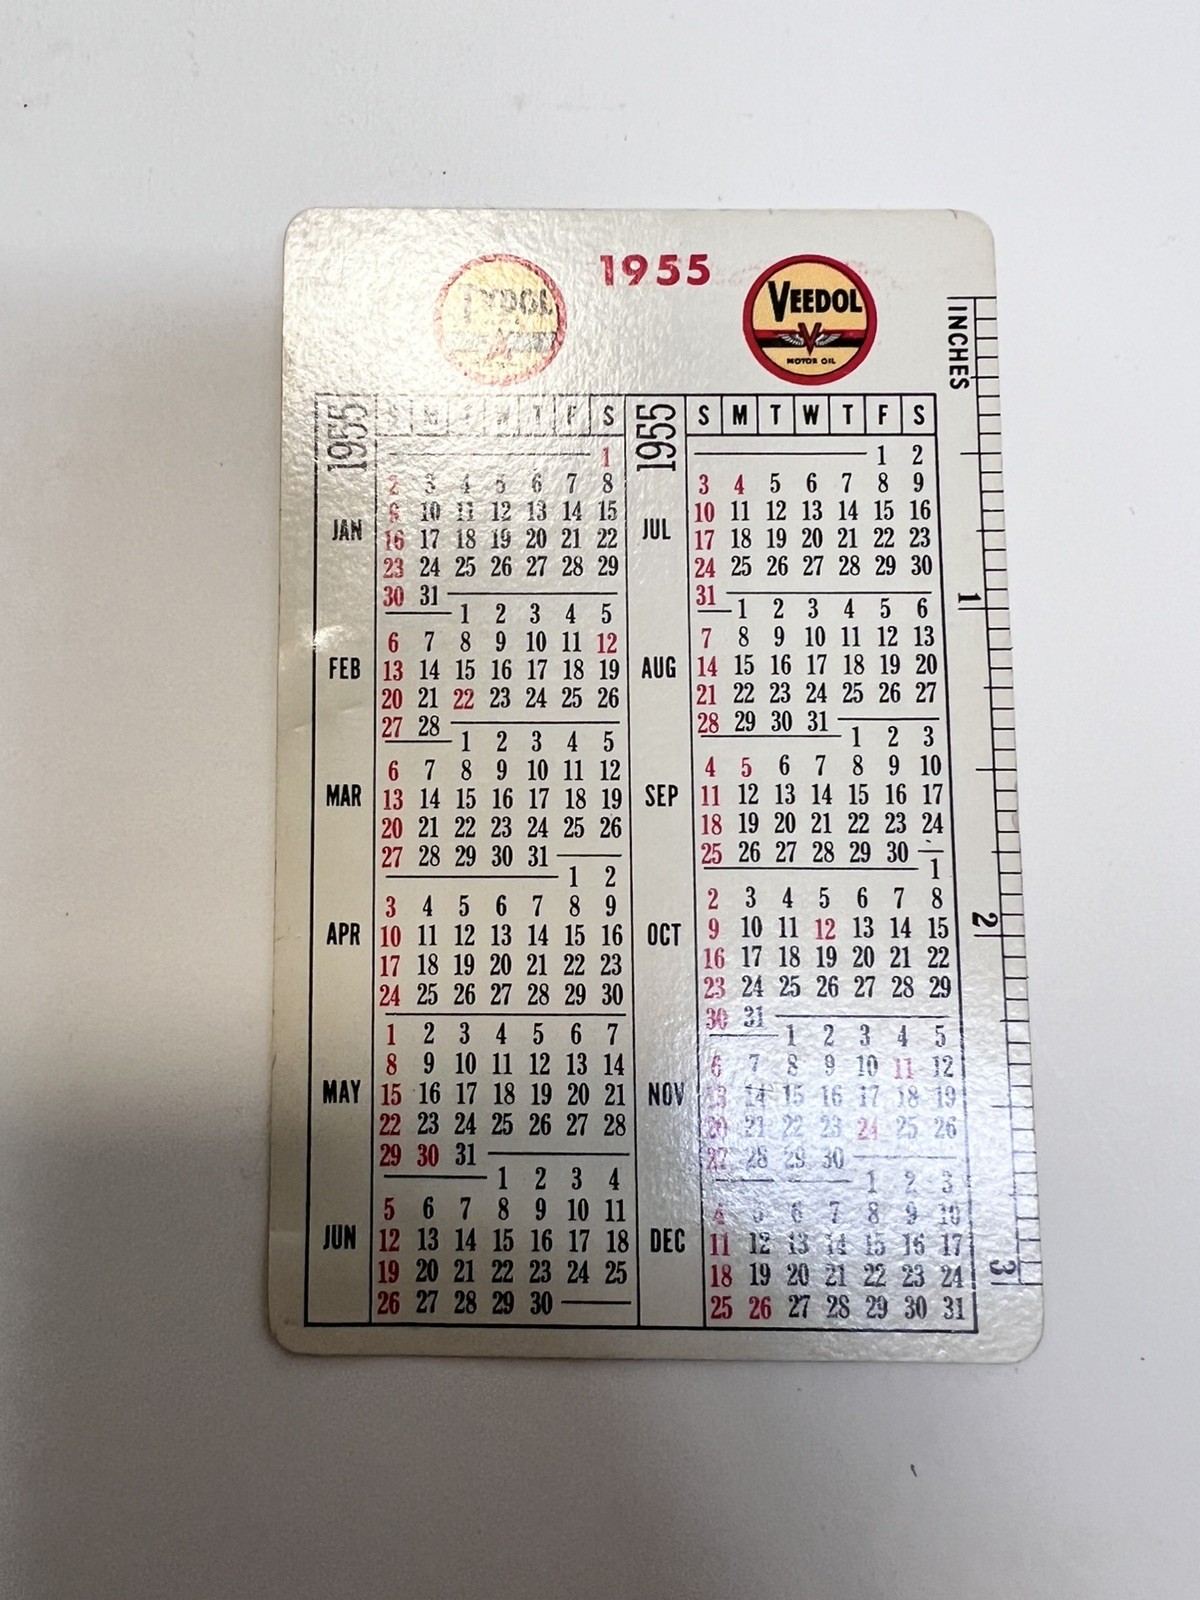 1955
TYDOL
VEEDOL
MOTOR OIL
INCHES
1955 S M T W T F S
1
2 3 4 5 6 7 8
9 10 11 12 13 14 15
JAN
16 17 18 19 20 21 22
23 24 25 26 27 28 29
30 31
1 2 3 4 5
6 7 8 9 10 11 12
FEB 13 14 15 16 17 18 19
20 21 22 23 24 25 26
27 28
1 2 3 4 5
6 7 8 9 10 11 12
MAR 13 14 15 16 17 18 19
20 21 22 23 24 25 26
27 28 29 30 31
1 2
3 4 5 6 7 8 9
APR 10 11 12 13 14 15 16
17 18 19 20 21 22 23
24 25 26 27 28 29 30
1 2 3 4 5 6 7
8 9 10 11 12 13 14
MAY 15 16 17 18 19 20 21
22 23 24 25 26 27 28
29 30 31
1 2 3 4
5 6 7 8 9 10 11
JUN 12 13 14 15 16 17 18
19 20 21 22 23 24 25
26 27 28 29 30
1955 S M T W T F S
1 2
3 4 5 6 7 8 9
10 11 12 13 14 15 16
JUL
17 18 19 20 21 22 23
24 25 26 27 28 29 30
31
1 2 3 4 5 6
7 8 9 10 11 12 13
AUG 14 15 16 17 18 19 20
21 22 23 24 25 26 27
28 29 30 31
1 2 3
4 5 6 7 8 9 10
SEP 11 12 13 14 15 16 17
18 19 20 21 22 23 24
25 26 27 28 29 30
1
2 3 4 5 6 7 8
OCT 9 10 11 12 13 14 15
16 17 18 19 20 21 22
23 24 25 26 27 28 29
30 31
1 2 3 4 5
6 7 8 9 10 11 12
NOV 13 14 15 16 17 18 19
20 21 22 23 24 25 26
27 28 29 30
1 2 3
4 5 6 7 8 9 10
DEC 11 12 13 14 15 16 17
18 19 20 21 22 23 24
25 26 27 28 29 30 31
1
2
3